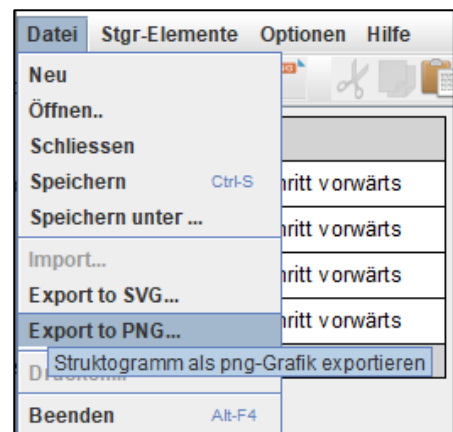 Datei Stgr-Elemente Optionen Hilfe
Neu
Öffnen..
Schliessen
Speichern Ctrl-S
hritt vorwärts
Speichern unter ...
hritt vorwärts
Import...
hritt vorwärts
Export to SVG...
Export to PNG...
hritt vorwärts
Struktogramm als png-Grafik exportieren
Beenden Alt-F4